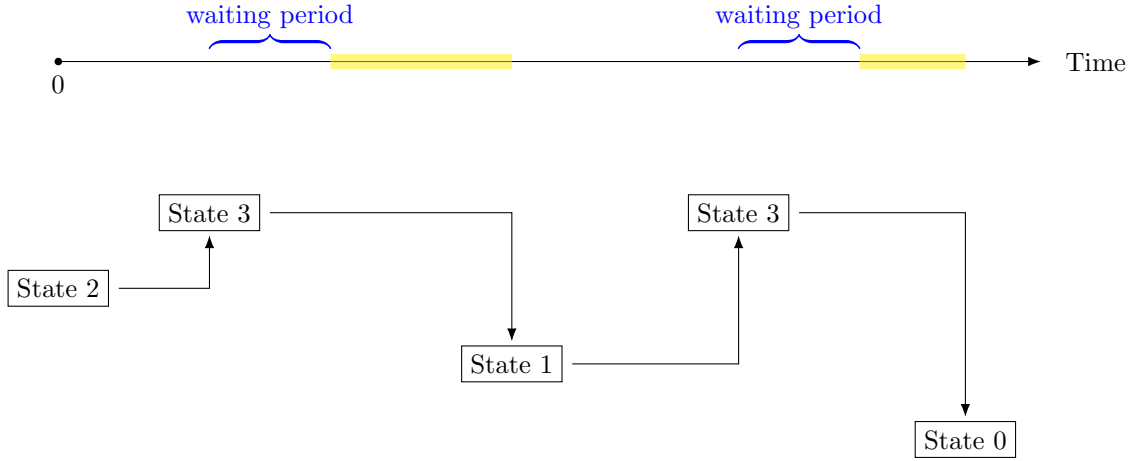 waiting period
waiting period
Time
0
State 3
State 3
State 2
State 1
State 0